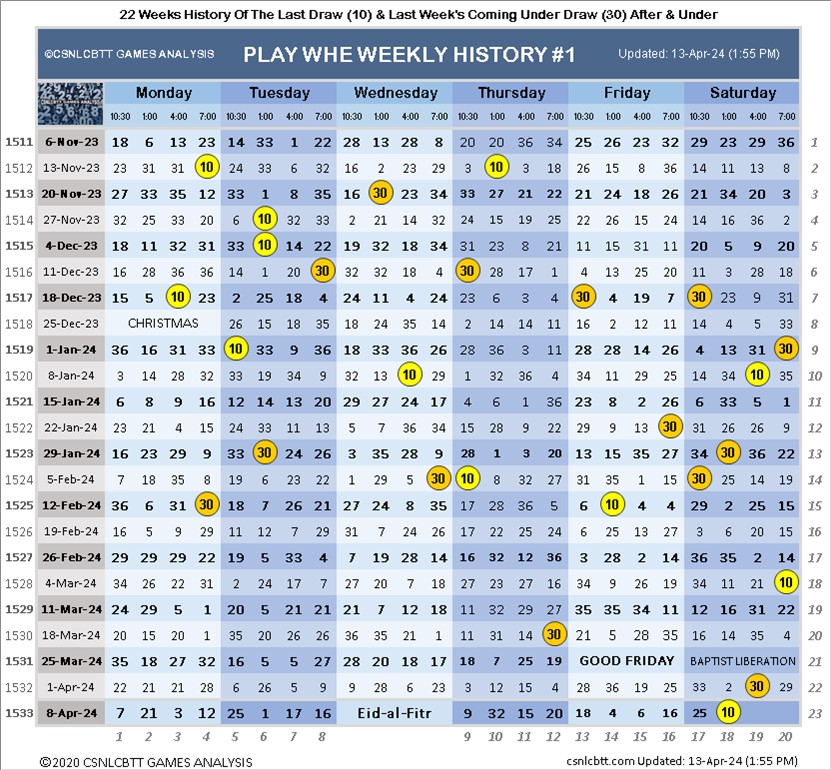 22 Weeks History Of The Last Draw (10) & Last Week's Coming Under Draw (30) After & Under
©CSNLCBTT GAMES ANALYSIS PLAY WHE WEEKLY HISTORY #1 Updated: 13-Apr-24 (1:55 PM)
CSNLCBTT GAMES ANALYSIS Monday Tuesday Wednesday Thursday Friday Saturday
10:30 1:00 4:00 7:00 10:30 1:00 4:00 7:00 10:30 1:00 4:00 7:00 10:30 1:00 4:00 7:00 10:30 1:00 4:00 7:00 10:30 1:00 4:00 7:00
1511 6-Nov-23 18 6 13 23 14 33 1 22 28 13 28 8 20 20 36 34 25 26 23 32 29 23 29 36 1
1512 13-Nov-23 23 31 31 10 24 33 6 32 16 2 23 29 3 10 3 18 26 15 8 36 14 11 13 8 2
1513 20-Nov-23 27 33 35 12 33 1 8 35 16 30 23 34 33 27 21 22 21 24 18 26 21 34 20 3 3
1514 27-Nov-23 32 25 33 20 6 10 32 33 2 21 14 32 24 15 19 25 22 26 15 24 14 16 36 2 4
1515 4-Dec-23 18 11 32 31 33 10 14 22 19 32 18 34 31 23 8 21 11 15 31 11 20 5 9 20 5
1516 11-Dec-23 16 28 36 36 14 1 20 30 32 32 18 4 30 28 17 1 4 13 25 20 11 3 28 18 6
1517 18-Dec-23 15 5 10 23 2 25 18 4 24 11 4 24 23 6 3 4 30 4 19 7 30 23 9 31 7
1518 25-Dec-23 CHRISTMAS 26 15 18 35 18 24 35 14 2 14 14 11 16 2 12 11 14 4 5 33 8
1519 1-Jan-24 36 16 31 33 10 33 9 36 18 33 36 26 28 36 3 11 28 28 14 26 4 13 31 30 9
1520 8-Jan-24 3 14 28 32 33 19 34 9 32 13 10 29 1 32 36 4 34 11 29 25 14 34 10 35 10
1521 15-Jan-24 6 8 9 16 12 14 13 20 29 27 24 17 4 6 1 36 23 8 2 26 6 33 5 1 11
1522 22-Jan-24 23 21 4 15 24 33 11 13 5 7 36 34 15 28 9 22 29 9 13 30 31 26 26 9 12
1523 29-Jan-24 16 23 29 9 33 30 24 26 3 35 28 9 28 1 3 20 13 15 35 27 34 30 36 22 13
1524 5-Feb-24 7 18 35 8 19 6 23 22 3 29 5 30 10 8 32 27 31 35 1 15 30 25 14 19 14
1525 12-Feb-24 36 6 31 30 18 7 26 21 27 24 8 35 17 28 36 5 6 10 4 4 29 2 25 15 15
1526 19-Feb-24 16 5 9 29 11 12 7 29 31 7 24 26 17 22 25 24 6 25 13 27 3 6 20 15 16
1527 26-Feb-24 29 29 29 22 19 5 33 4 7 19 28 14 16 32 12 36 3 28 2 14 36 35 2 14 17
1528 4-Mar-24 34 26 22 31 2 24 17 7 27 20 7 18 27 23 27 16 34 9 26 19 34 11 21 10 18
1529 11-Mar-24 24 29 5 1 20 5 21 21 21 7 12 18 11 32 29 27 35 35 34 11 12 16 31 22 19
1530 18-Mar-24 20 15 20 1 35 20 26 26 36 35 21 1 11 31 14 30 21 5 28 35 16 14 35 4 20
1531 25-Mar-24 35 18 27 32 16 5 5 27 28 20 18 17 18 7 25 19 GOOD FRIDAY BAPTIST LIBERATION 21
1532 1-Apr-24 22 21 21 28 6 26 5 9 9 28 6 23 3 12 15 4 28 36 19 25 33 2 30 29 22
1533 8-Apr-24 7 21 3 12 25 1 17 16 Eid-al-Fitr 9 32 15 20 18 4 6 16 25 10 23
1 2 3 4 5 6 7 8 9 10 11 12 13 14 15 16 17 18 19 20
©2020 CSNLCBTT GAMES ANALYSIS csnlcbtt.com Updated: 13-Apr-24 (1:55 PM)